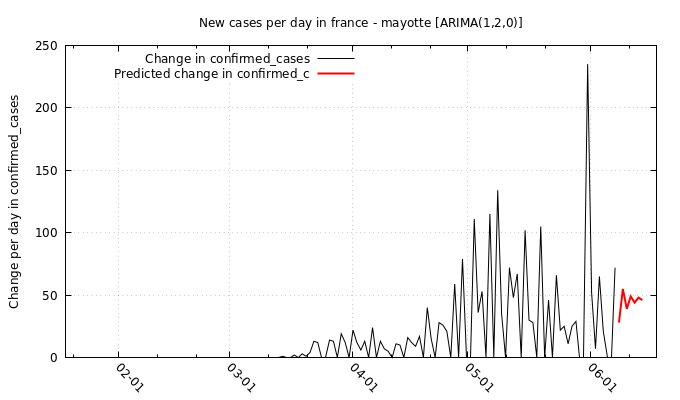 New cases per day in france - mayotte [ARIMA(1,2,0)]
Change in confirmed_cases
Predicted change in confirmed_c
Change per day in confirmed_cases
250
200
150
100
50
0
02-01
03-01
04-01
05-01
06-01